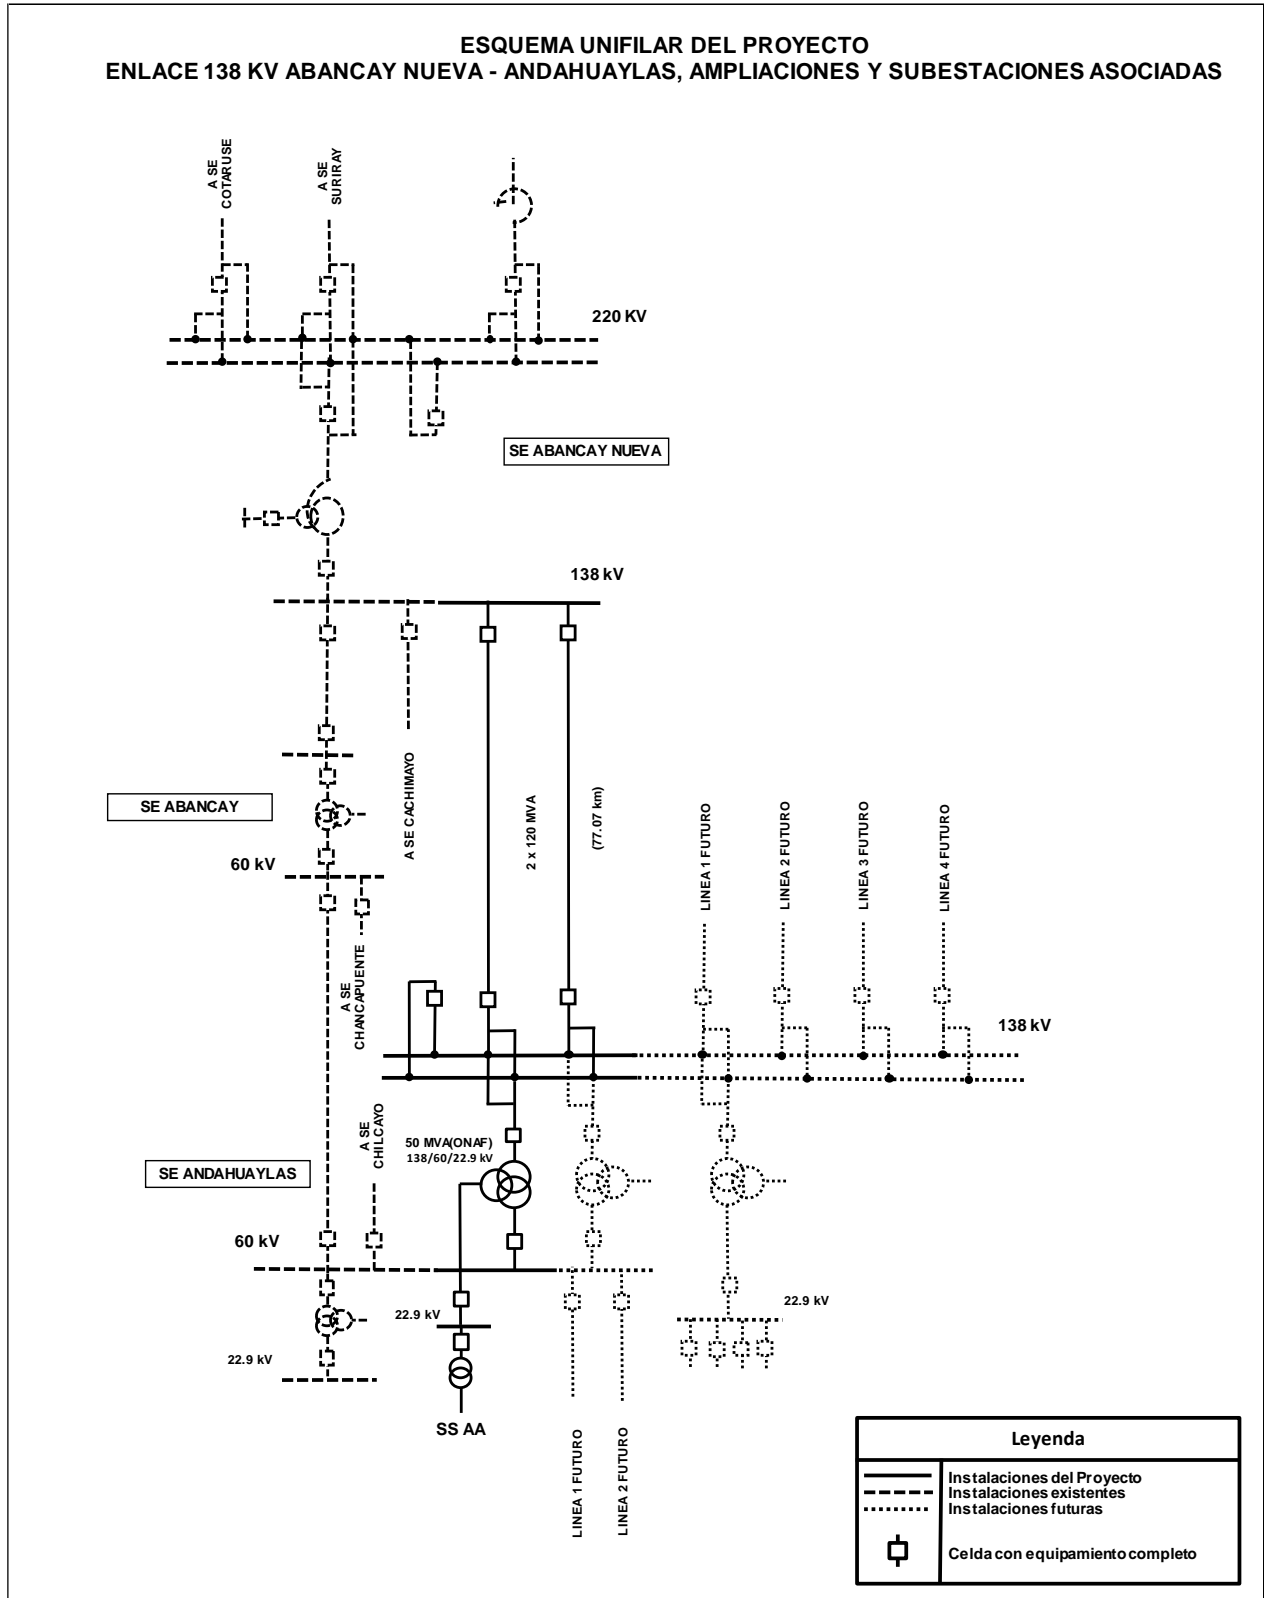 ESQUEMA UNIFILAR DEL PROYECTO
ENLACE 138 KV ABANCAY NUEVA - ANDAHUAYLAS, AMPLIACIONES Y SUBESTACIONES ASOCIADAS
A SE
COTARUSE
A SE
SURIRAY
220 KV
SE ABANCAY NUEVA
138 kV
A SE CACHIMAYO
2 x 120 MVA
(77.07 km)
SE ABANCAY
60 kV
A SE
CHANCAPUENTE
LINEA 1 FUTURO
LINEA 2 FUTURO
LINEA 3 FUTURO
LINEA 4 FUTURO
138 kV
A SE
CHILCAYO
50 MVA(ONAF)
138/60/22.9 kV
SE ANDAHUAYLAS
60 kV
22.9 kV
22.9 kV
22.9 kV
SS AA
LINEA 1 FUTURO
LINEA 2 FUTURO
Leyenda
Instalaciones del Proyecto
Instalaciones existentes
Instalaciones futuras
Celda con equipamiento completo